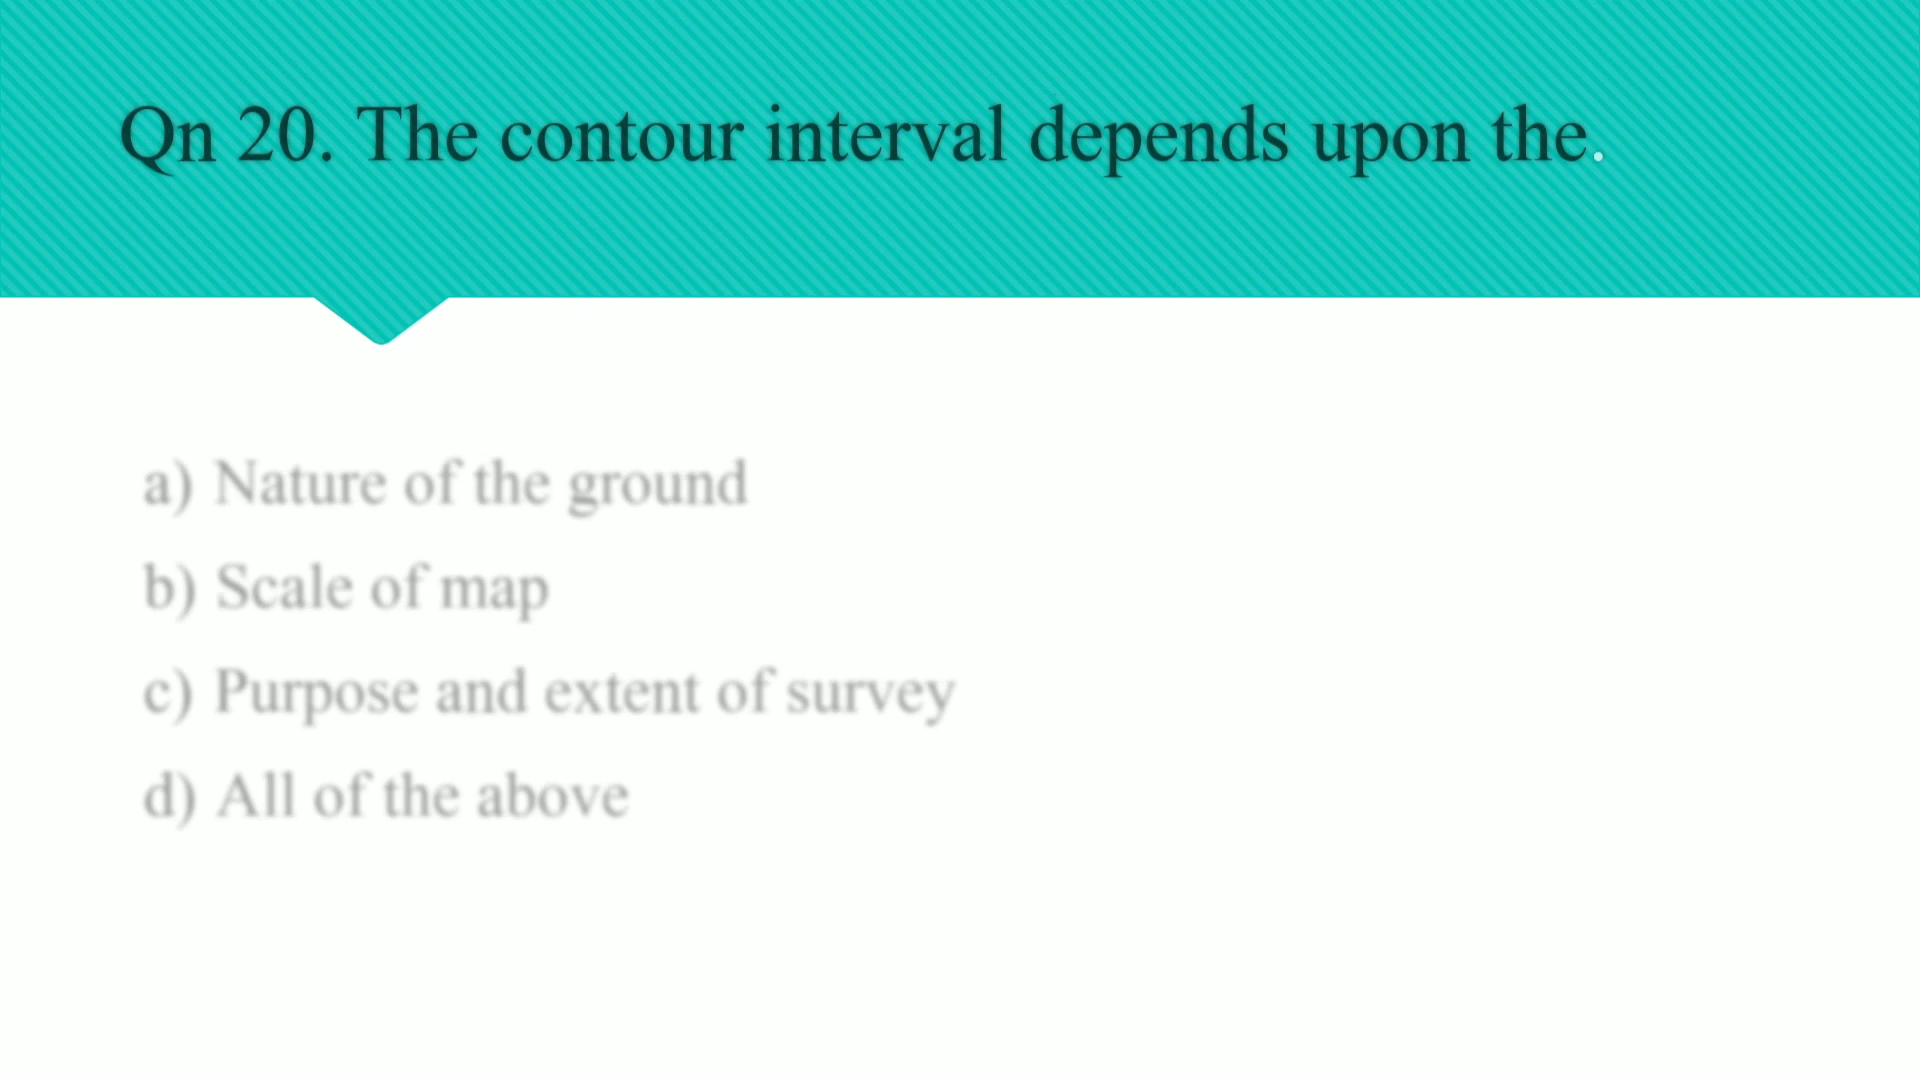 Qn 20. The contour interval depends upon the.
a) Nature of the ground
b) Scale of map
c) Purpose and extent of survey
d) All of the above